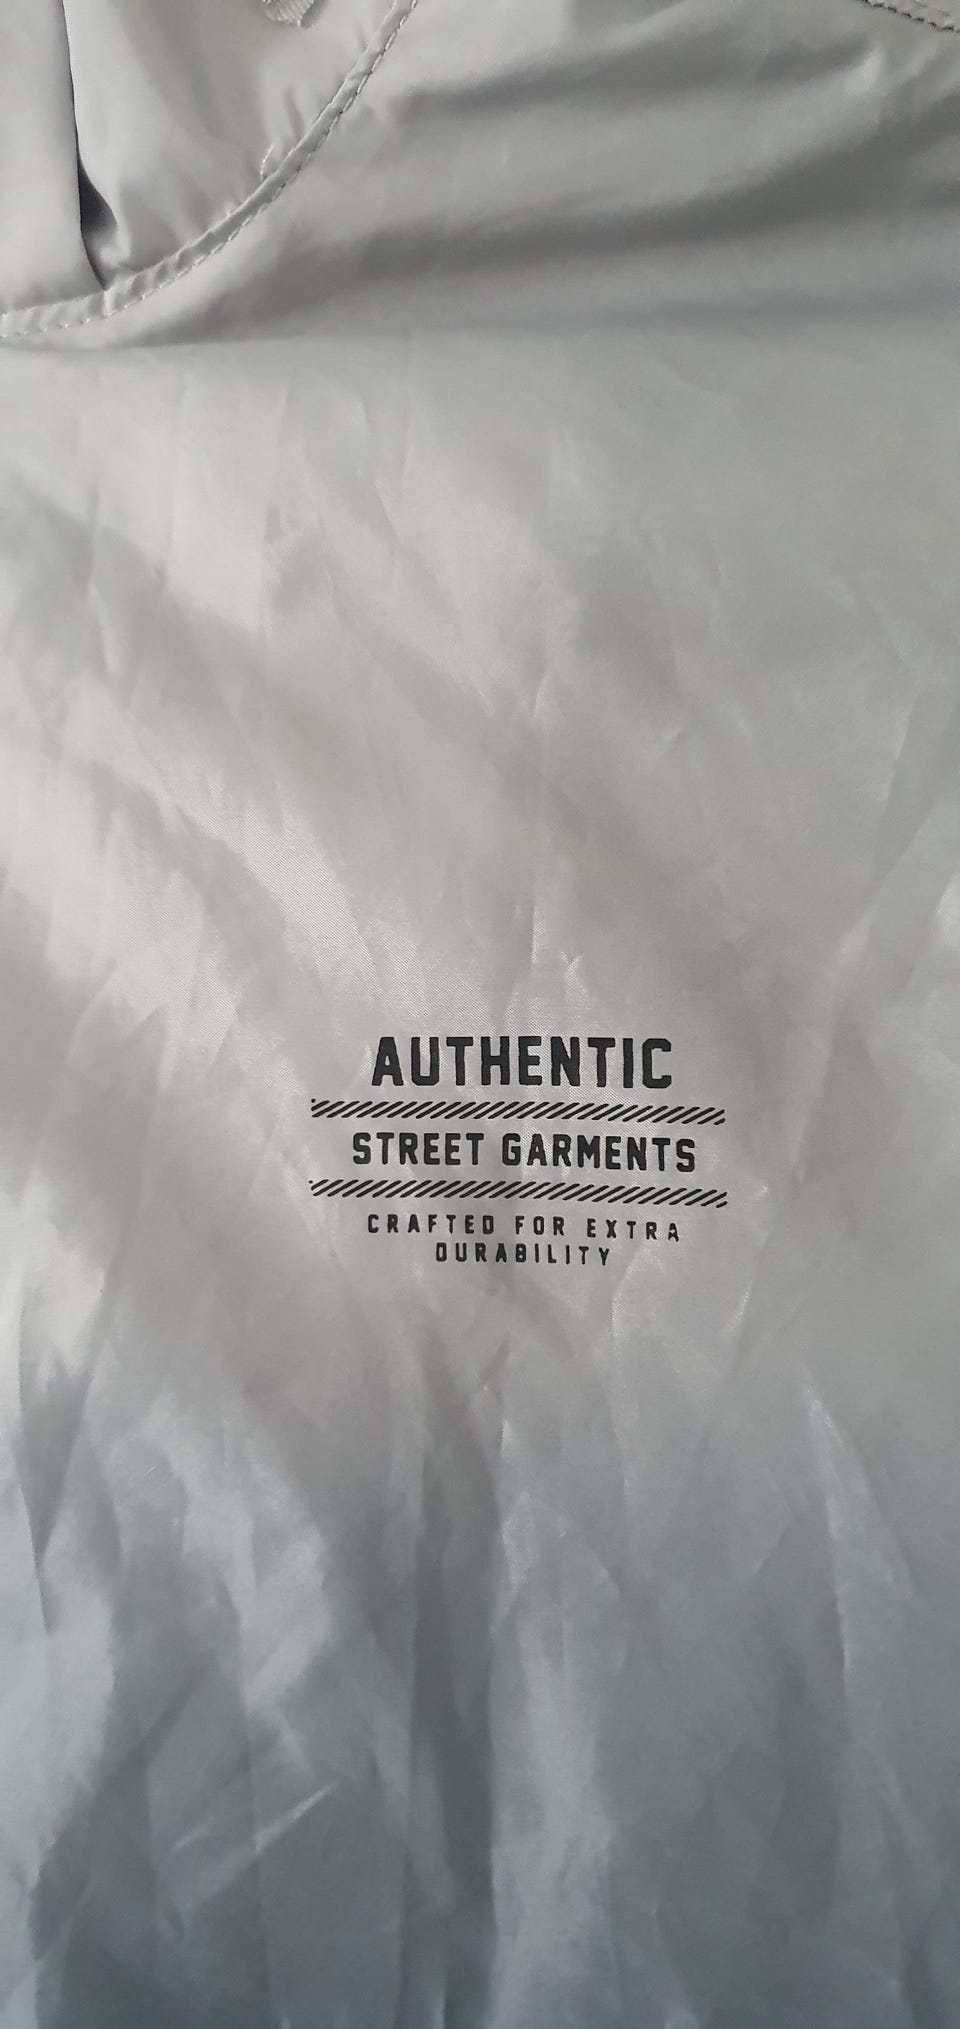 AUTHENTIC
STREET GARMENTS
CRAFTED FOR EXTRA
DURABILITY